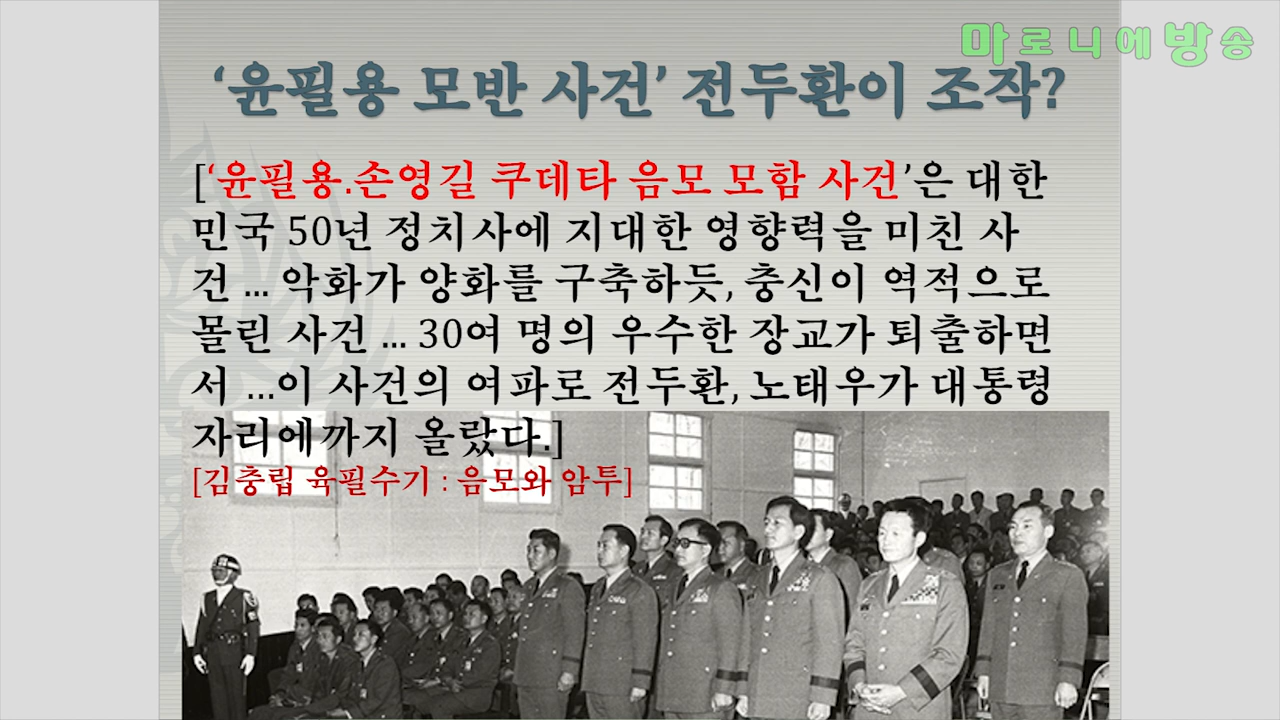 마로니에방송
‘윤필용 모반 사건’ 전두환이 조작?
[‘윤필용.손영길 쿠데타 음모 모함 사건’은 대한
민국 50년 정치사에 지대한 영향력을 미친 사
건 ... 악화가 양화를 구축하듯, 충신이 역적으로
몰린 사건 ... 30여 명의 우수한 장교가 퇴출하면
서 ...이 사건의 여파로 전두환, 노태우가 대통령
자리에까지 올랐다.]
[김충립 육필수기 : 음모와 암투]